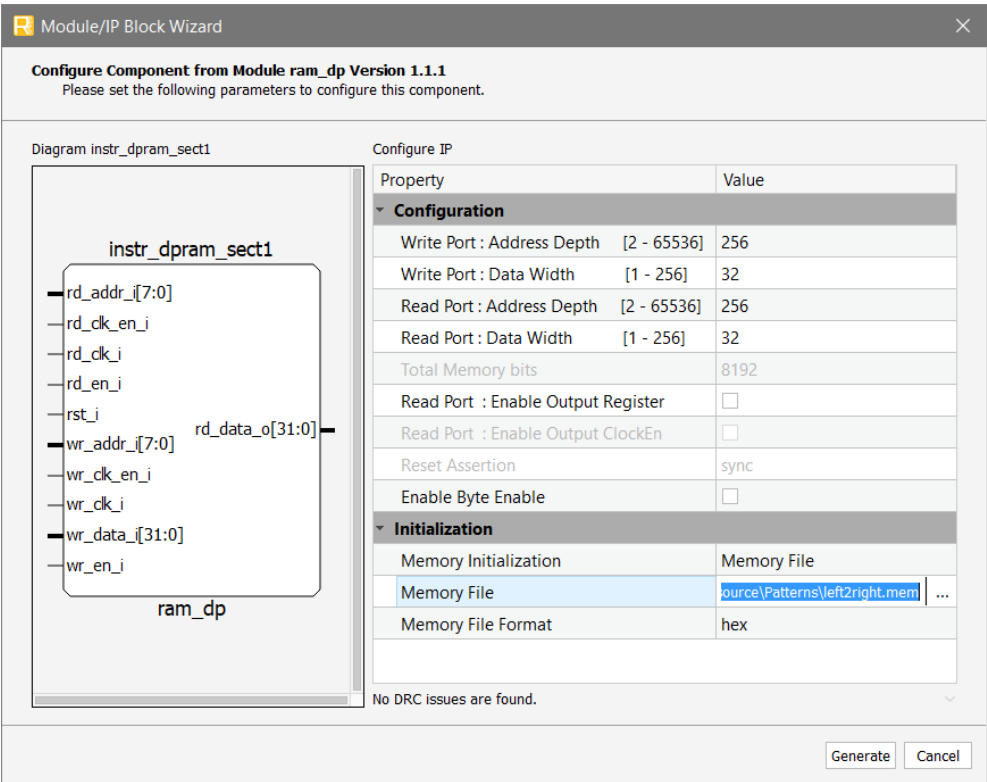 Module/IP Block Wizard
Configure Component from Module ram_dp Version 1.1.1
Please set the following parameters to configure this component.
Diagram instr_dpram_sect1
instr_dpram_sect1
rd_addr_i[7:0]
rd_clk_en_i
rd_clk_i
rd_en_i
rst_i
rd_data_o[31:0]
wr_addr_i[7:0]
wr_clk_en_i
wr_clk_i
wr_data_i[31:0]
wr_en_i
ram_dp
Configure IP
Property Value
Configuration
Write Port : Address Depth [2 - 65536] 256
Write Port : Data Width [1 - 256] 32
Read Port : Address Depth [2 - 65536] 256
Read Port : Data Width [1 - 256] 32
Total Memory bits 8192
Read Port : Enable Output Register
Read Port : Enable Output ClockEn
Reset Assertion sync
Enable Byte Enable
Initialization
Memory Initialization Memory File
Memory File ource\Patterns\left2right.mem ...
Memory File Format hex
No DRC issues are found.
Generate Cancel